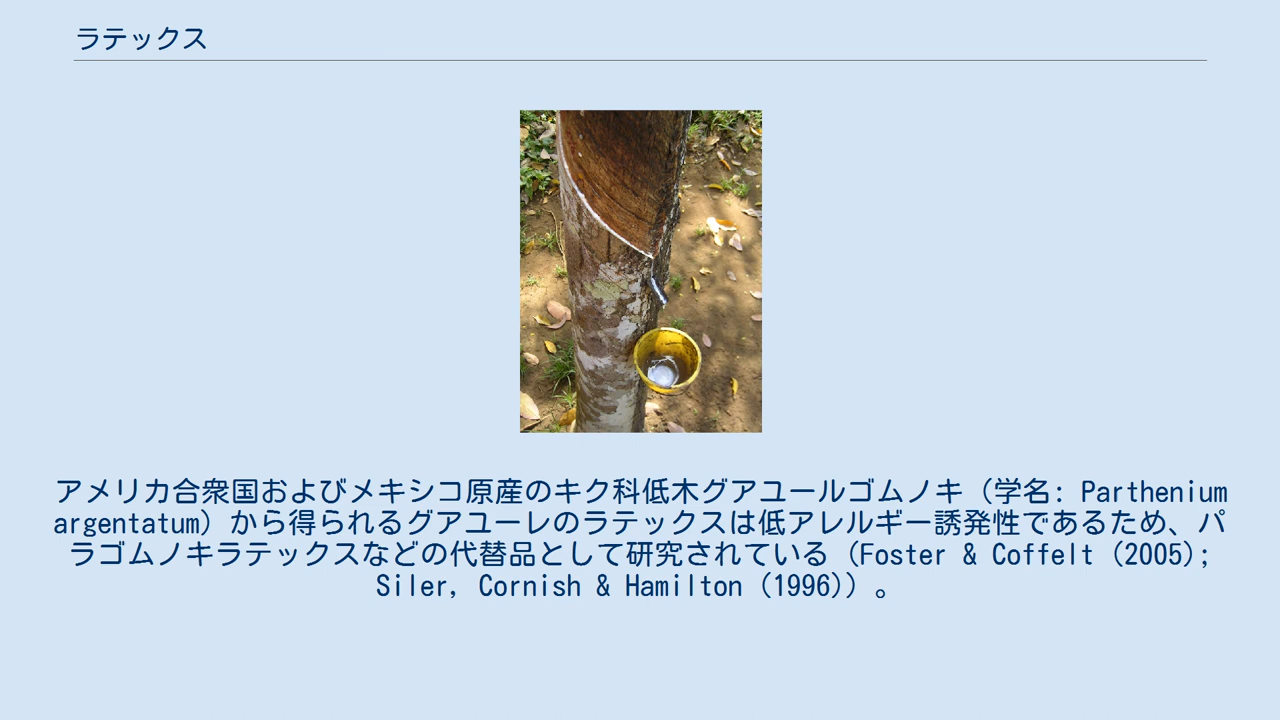 ラテックス
アメリカ合衆国およびメキシコ原産のキク科低木グアユールゴムノキ（学名: Parthenium
argentatum）から得られるグアユーレのラテックスは低アレルギー誘発性であるため、パ
ラゴムノキラテックスなどの代替品として研究されている（Foster & Coffelt (2005);
Siler, Cornish & Hamilton (1996)）。